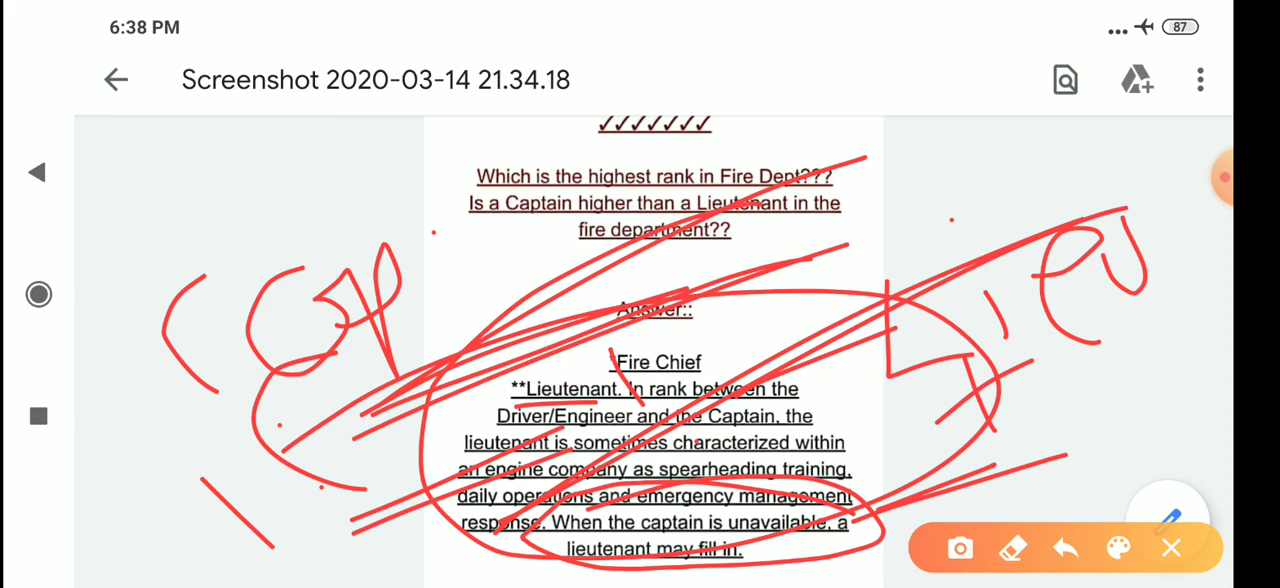 6:38 PM
87
Screenshot 2020-03-14 21.34.18
✓✓✓✓✓✓✓
Which is the highest rank in Fire Dept???
Is a Captain higher than a Lieutenant in the
fire department??
Answer::
*Fire Chief
**Lieutenant. In rank between the
Driver/Engineer and the Captain, the
lieutenant is sometimes characterized within
an engine company as spearheading training,
daily operations and emergency management
response. When the captain is unavailable, a
lieutenant may fill in.